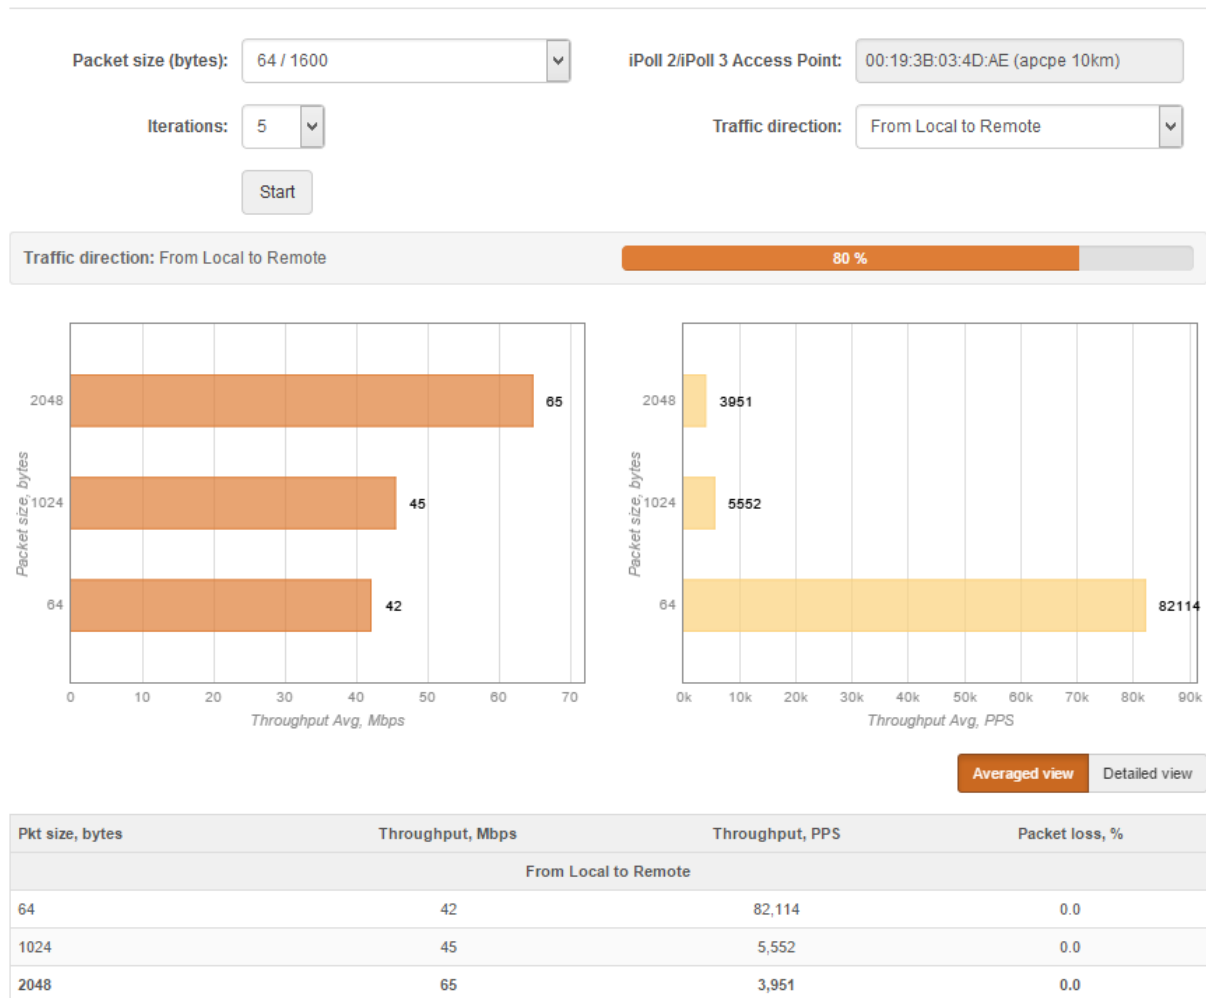 Packet size (bytes): 64 / 1600 iPoll 2/iPoll 3 Access Point: 00:19:3B:03:4D:AE (apcpe 10km)
Iterations: 5 Traffic direction: From Local to Remote
Start
Traffic direction: From Local to Remote 80 %
Packet size, bytes
2048 65
1024 45
64 42
0 10 20 30 40 50 60 70
Throughput Avg, Mbps
Packet size, bytes
2048 3951
1024 5552
64 82114
0k 10k 20k 30k 40k 50k 60k 70k 80k 90k
Throughput Avg, PPS
Averaged view Detailed view
Pkt size, bytes Throughput, Mbps Throughput, PPS Packet loss, %
From Local to Remote
64 42 82,114 0.0
1024 45 5,552 0.0
2048 65 3,951 0.0